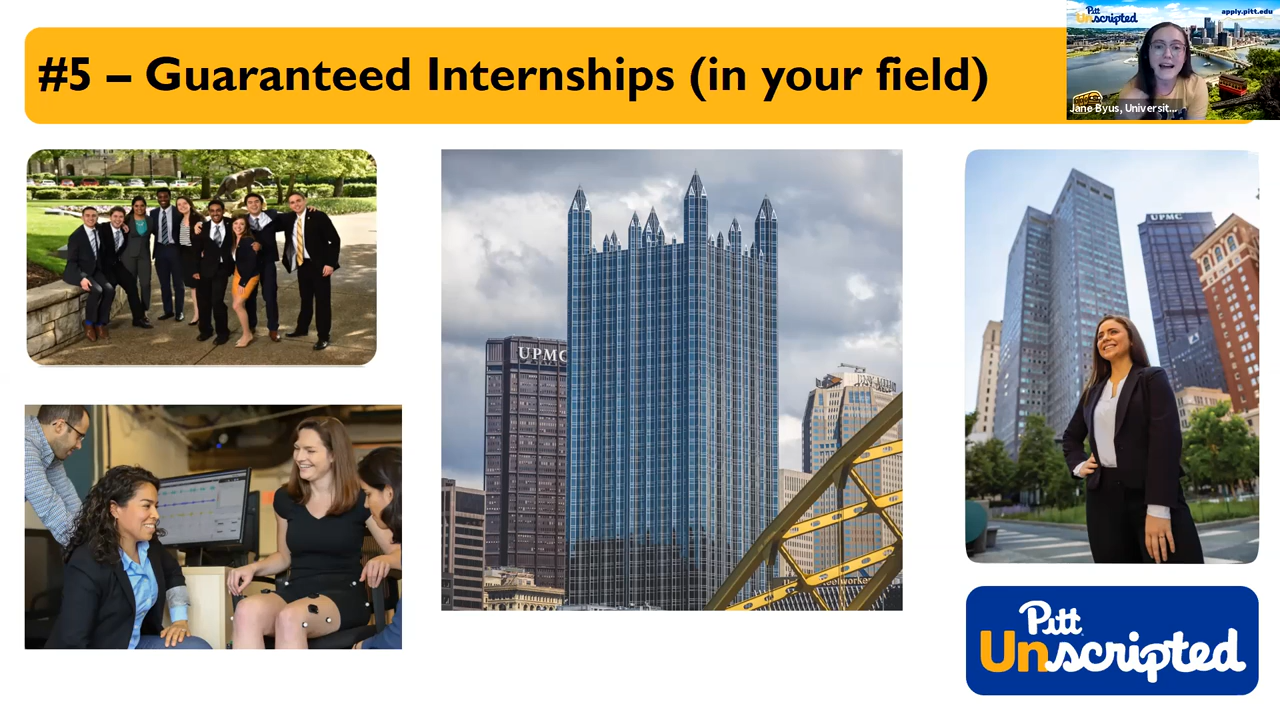 #5 – Guaranteed Internships (in your field)
Pitt
Unscripted
apply.pitt.edu
Jane Byus, Universit...
UPMC
UPMC
Pitt
Unscripted